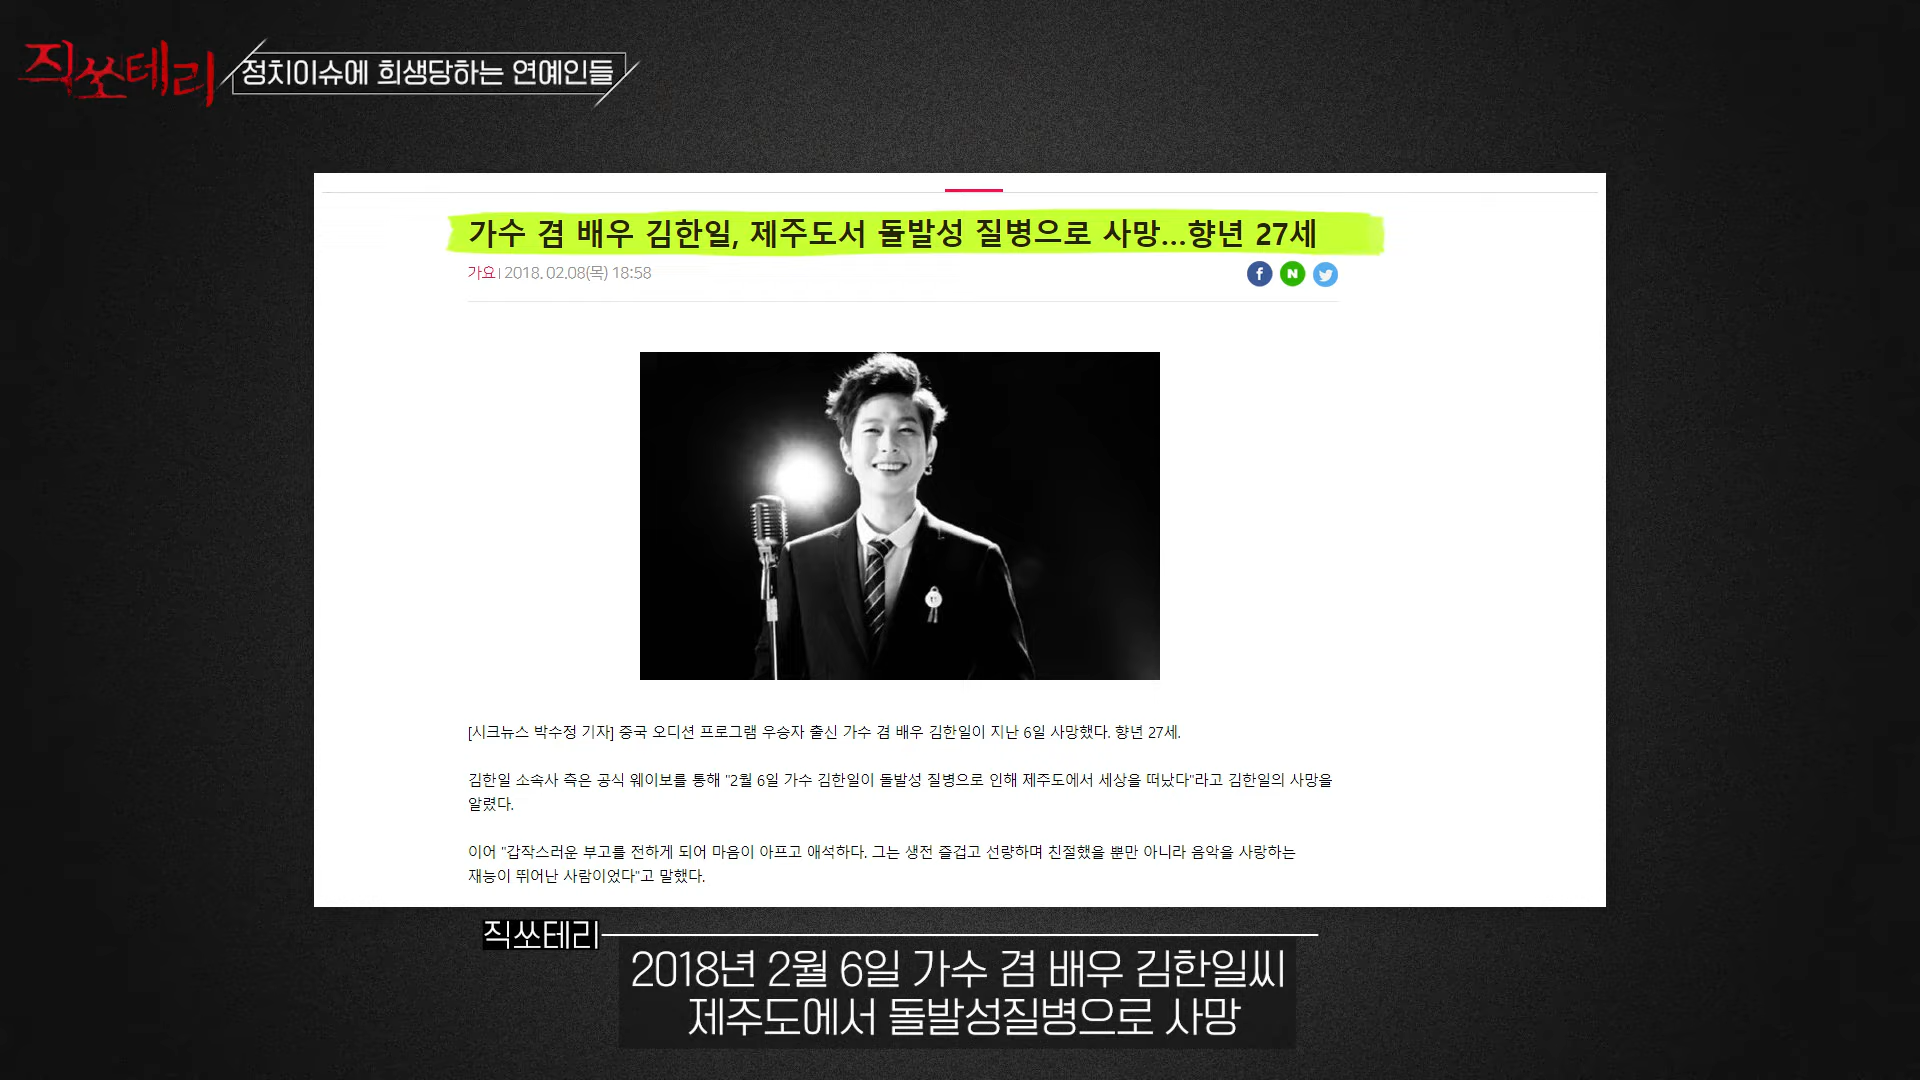 직쏘테리
정치이슈에 희생당하는 연예인들
가수 겸 배우 김한일, 제주도서 돌발성 질병으로 사망...향년 27세
가요 | 2018. 02.08(목) 18:58
[시크뉴스 박수정 기자] 중국 오디션 프로그램 우승자 출신 가수 겸 배우 김한일이 지난 6일 사망했다. 향년 27세.
김한일 소속사 측은 공식 웨이보를 통해 "2월 6일 가수 김한일이 돌발성 질병으로 인해 제주도에서 세상을 떠났다"라고 김한일의 사망을
알렸다.
이어 "갑작스러운 부고를 전하게 되어 마음이 아프고 애석하다. 그는 생전 즐겁고 선량하며 친절했을 뿐만 아니라 음악을 사랑하는
재능이 뛰어난 사람이었다"고 말했다.
직쏘테리
2018년 2월 6일 가수 겸 배우 김한일씨
제주도에서 돌발성질병으로 사망